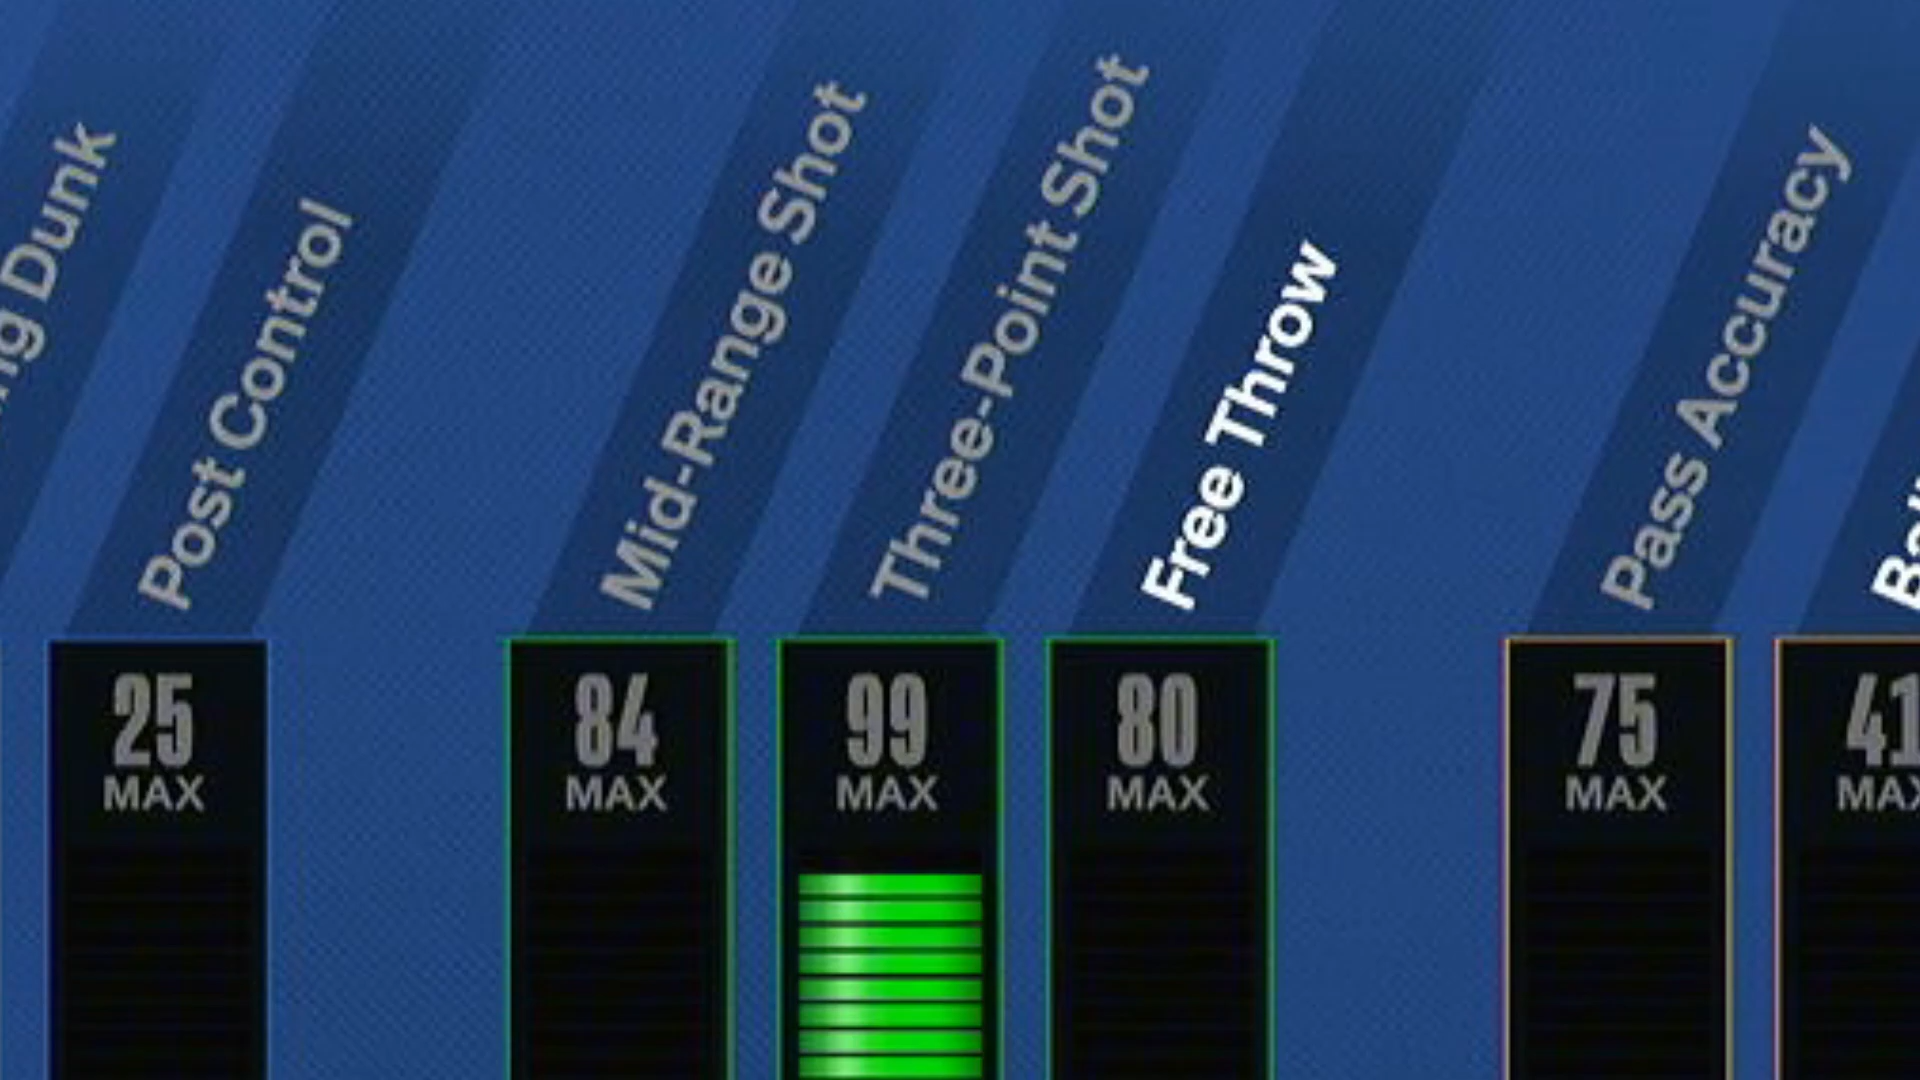 Dunk
Post Control
Mid-Range Shot
Three-Point Shot
Free Throw
Pass Accuracy
25
MAX
84
MAX
99
MAX
80
MAX
75
MAX
41
MAX